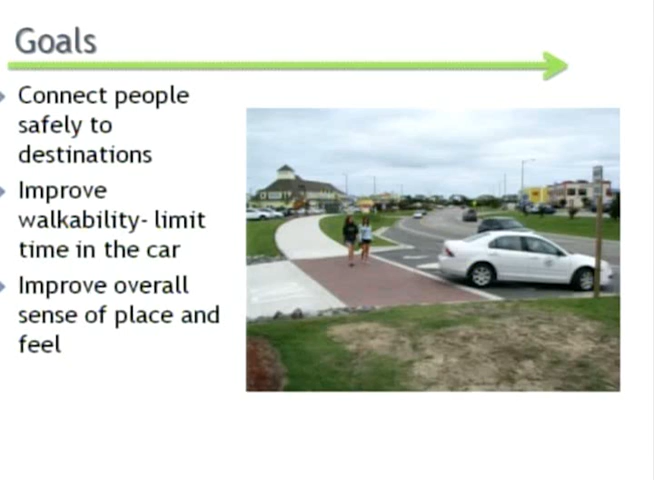 Goals
Connect people
safely to
destinations
Improve
walkability- limit
time in the car
Improve overall
sense of place and
feel